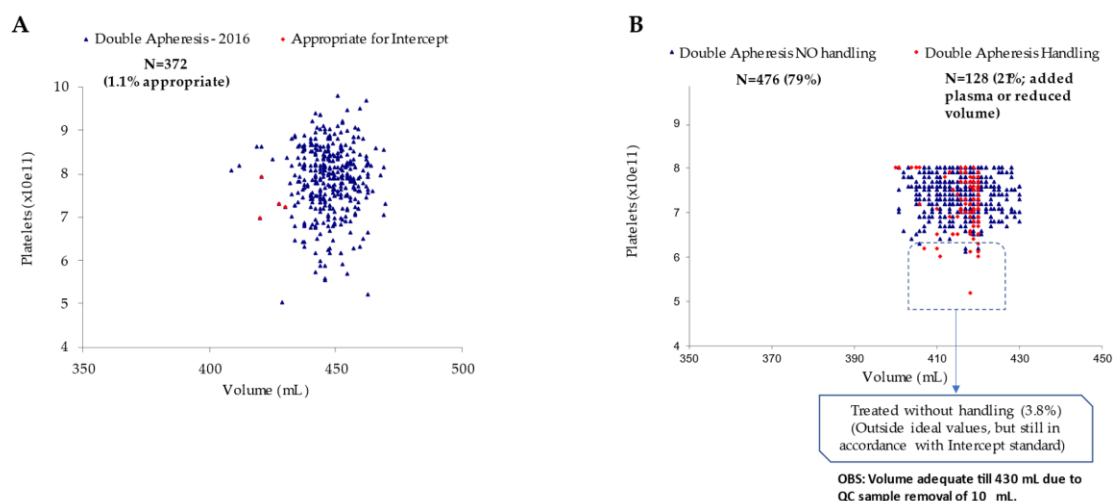 A
Double Apheresis - 2016
Appropriate for Intercept
N=372
(1.1% appropriate)
10
9
8
7
6
5
4
Platelets (x10e11)
350
400
450
500
Volume (mL)
B
Double Apheresis NO handling
Double Apheresis Handling
N=476 (79%)
N=128 (21%; added
plasma or reduced
volume)
9
8
7
6
5
4
Platelets (x10e11)
350
370
390
410
430
450
Volume (mL)
Treated without handling (3.8%)
(Outside ideal values, but still in
accordance with Intercept standard)
OBS: Volume adequate till 430 mL due to
QC sample removal of 10 mL.